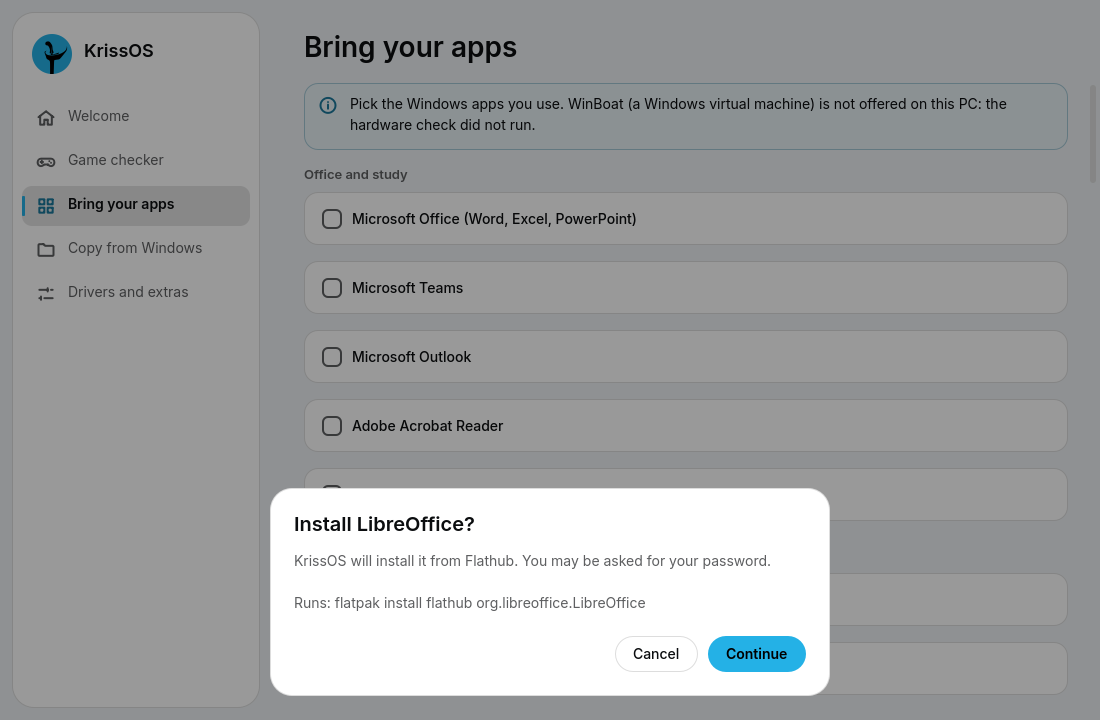 KrissOS
Welcome
Game checker
Bring your apps
Copy from Windows
Drivers and extras
Bring your apps
Pick the Windows apps you use. WinBoat (a Windows virtual machine) is not offered on this PC: the
hardware check did not run.
Office and study
Microsoft Office (Word, Excel, PowerPoint)
Microsoft Teams
Microsoft Outlook
Adobe Acrobat Reader
Install LibreOffice?
KrissOS will install it from Flathub. You may be asked for your password.
Runs: flatpak install flathub org.libreoffice.LibreOffice
Cancel
Continue